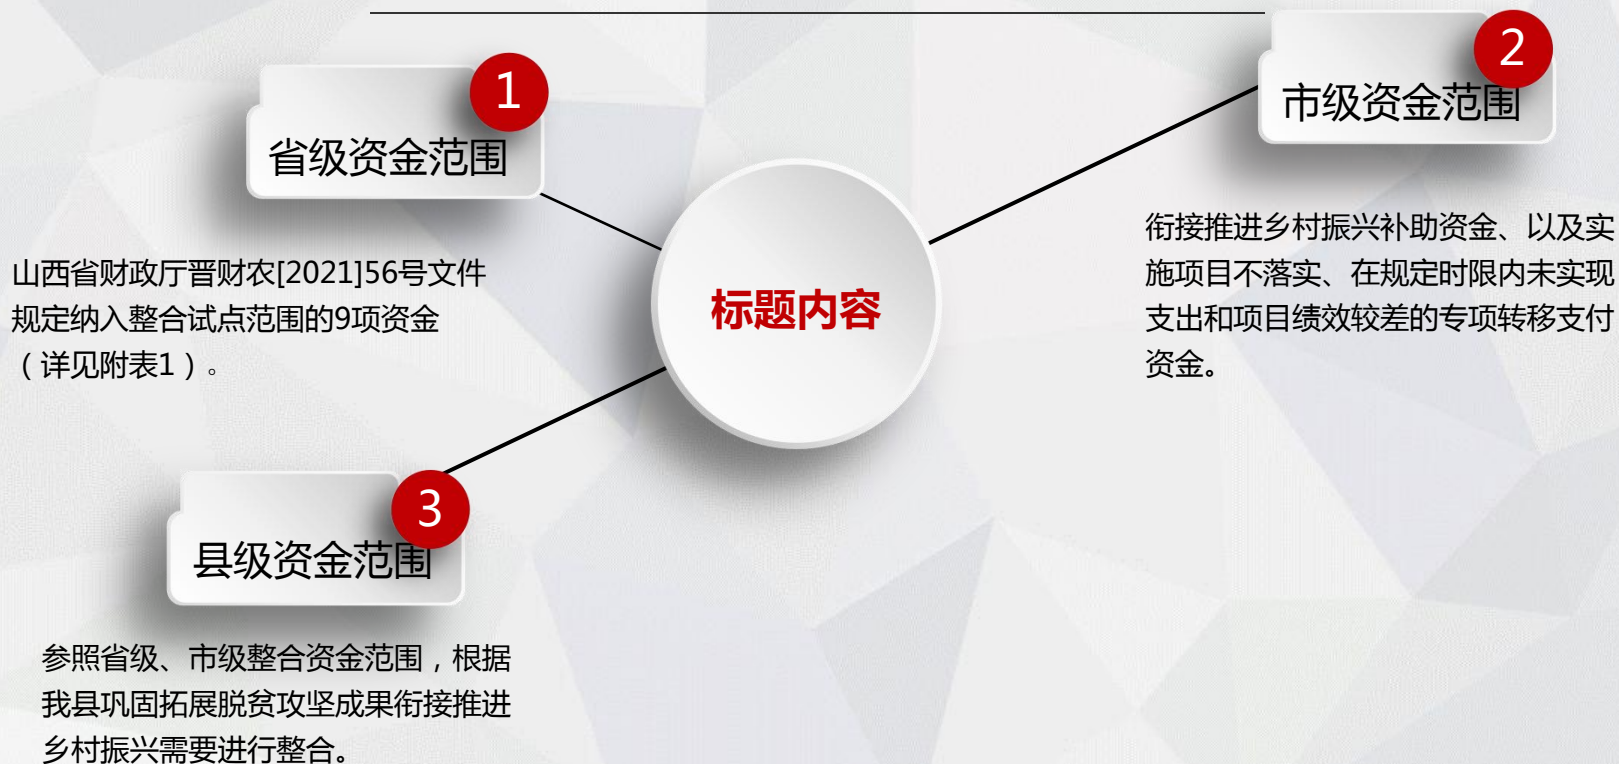 1
省级资金范围
山西省财政厅晋财农[2021]56号文件
规定纳入整合试点范围的9项资金
（详见附表1）。
标题内容
2
市级资金范围
衔接推进乡村振兴补助资金、以及实
施项目不落实、在规定时限内未实现
支出和项目绩效较差的专项转移支付
资金。
3
县级资金范围
参照省级、市级整合资金范围，根据
我县巩固拓展脱贫攻坚成果衔接推进
乡村振兴需要进行整合。